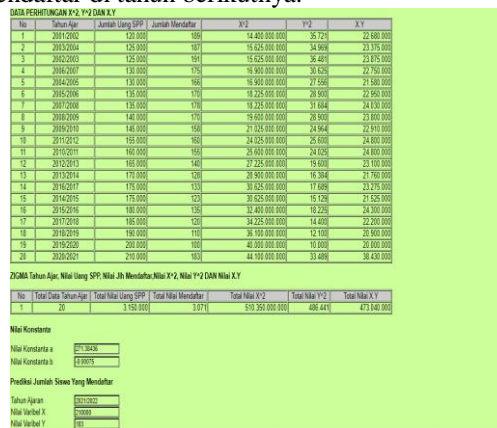 DATA PERHITUNGAN X^2, Y^2 DAN X.Y
No Tahun Ajar Jumlah Uang SPP Jumlah Mendaftar X^2 Y^2 X.Y
1 2001/2002 120.000 189 14.400.000.000 35.721 22.680.000
2 2003/2004 125.000 187 15.625.000.000 34.969 23.375.000
3 2002/2003 125.000 191 15.625.000.000 36.481 23.875.000
4 2006/2007 130.000 175 16.900.000.000 30.625 22.750.000
5 2004/2005 130.000 166 16.900.000.000 27.556 21.580.000
6 2005/2006 135.000 170 18.225.000.000 28.900 22.950.000
7 2007/2008 135.000 178 18.225.000.000 31.684 24.030.000
8 2008/2009 140.000 170 19.600.000.000 28.900 23.800.000
9 2009/2010 145.000 158 21.025.000.000 24.964 22.910.000
10 2011/2012 155.000 160 24.025.000.000 25.600 24.800.000
11 2010/2011 160.000 155 25.600.000.000 24.025 24.800.000
12 2012/2013 165.000 140 27.225.000.000 19.600 23.100.000
13 2013/2014 170.000 128 28.900.000.000 16.384 21.760.000
14 2016/2017 175.000 133 30.625.000.000 17.689 23.275.000
15 2014/2015 175.000 123 30.625.000.000 15.129 21.525.000
16 2015/2016 180.000 135 32.400.000.000 18.225 24.300.000
17 2017/2018 185.000 120 34.225.000.000 14.400 22.200.000
18 2018/2019 190.000 110 36.100.000.000 12.100 20.900.000
19 2019/2020 200.000 100 40.000.000.000 10.000 20.000.000
20 2020/2021 210.000 183 44.100.000.000 33.489 38.430.000
ZIGMA Tahun Ajar, Nilai Uang SPP, Nilai Jlh Mendaftar,Nilai X^2, Nilai Y^2 DAN Nilai X.Y
No Total Data Tahun Ajar Total Nilai Uang SPP Total Nilai Mendaftar Total Nilai X^2 Total Nilai Y^2 Total Nilai X.Y
1 20 3.150.000 3.071 510.350.000.000 486.441 473.040.000
Nilai Konstanta
Nilai Konstanta a 271.38436
Nilai Konstanta b -0.00075
Prediksi Jumlah Siswa Yang Mendaftar
Tahun Ajaran 2021/2022
Nilai Varibel X 210000
Nilai Varibel Y 183